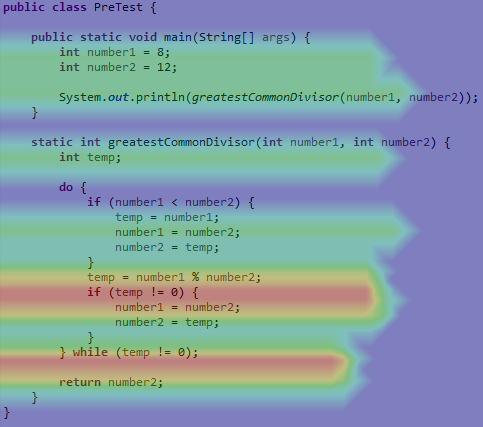 public class PreTest {
public static void main(String[] args) {
int number1 = 8;
int number2 = 12;
System.out.println(greatestCommonDivisor(number1, number2));
}
static int greatestCommonDivisor(int number1, int number2) {
int temp;
do {
if (number1 < number2) {
temp = number1;
number1 = number2;
number2 = temp;
}
temp = number1 % number2;
if (temp != 0) {
number1 = number2;
number2 = temp;
}
} while (temp != 0);
return number2;
}
}